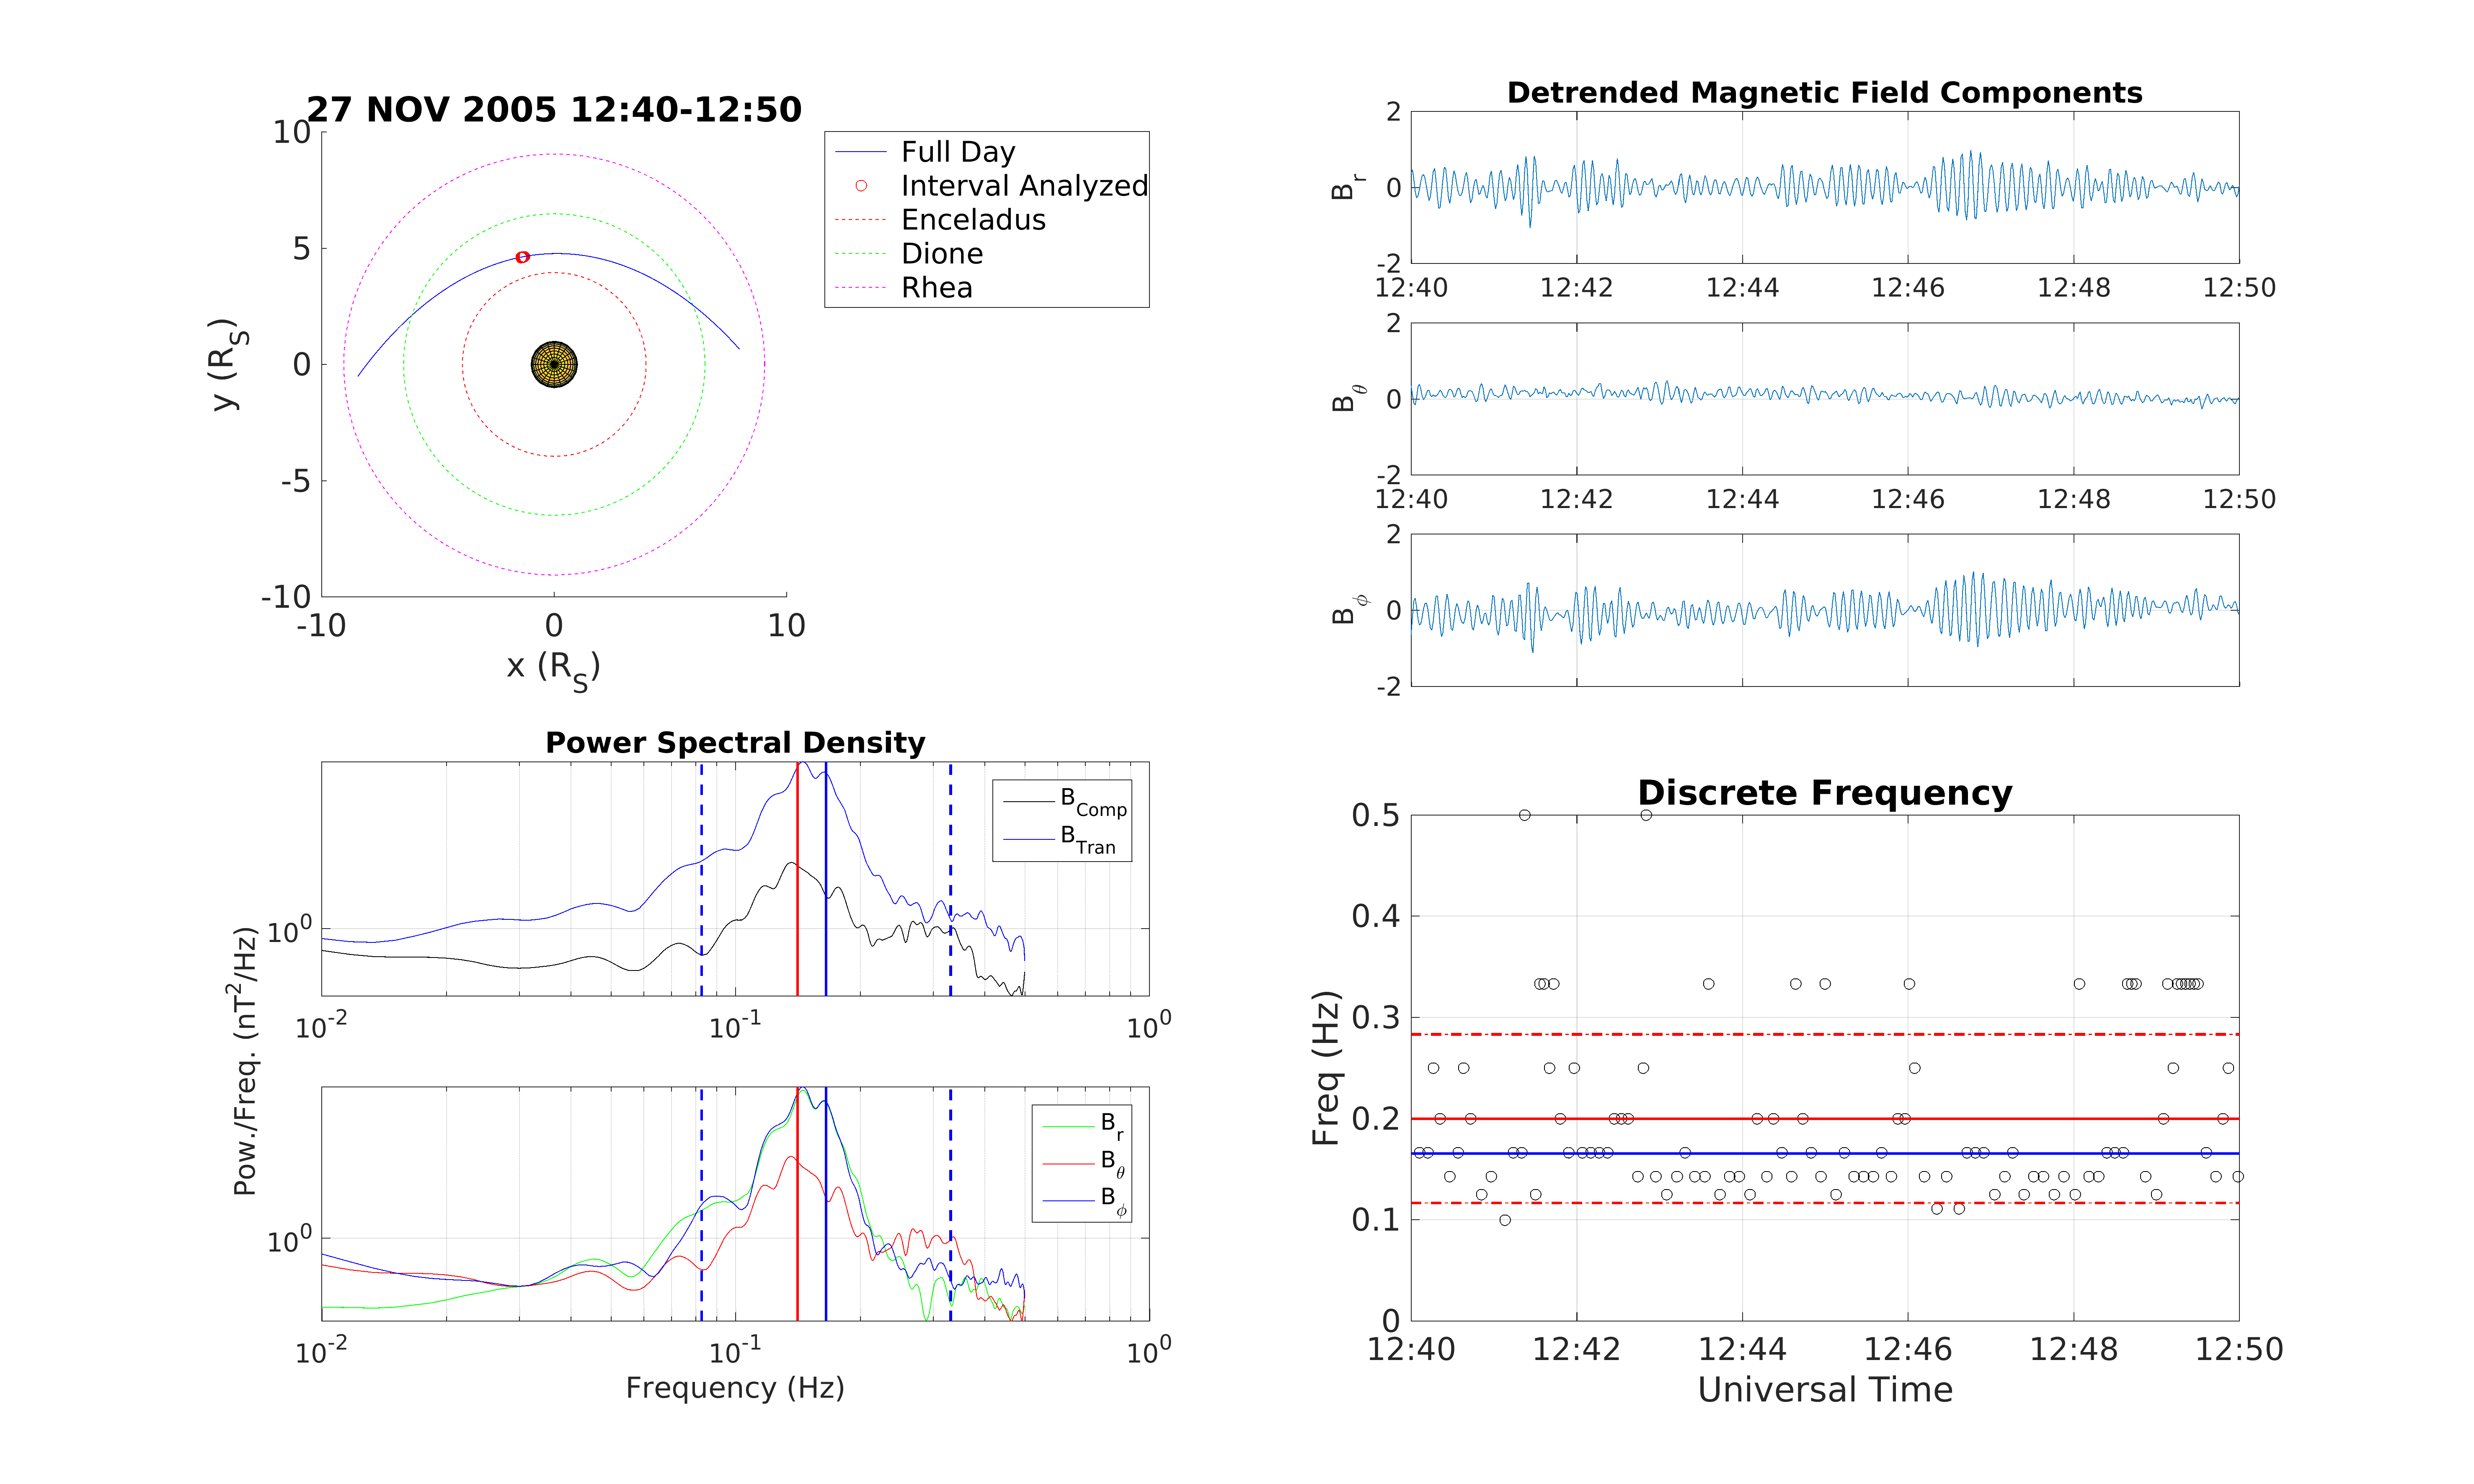 27 NOV 2005 12:40-12:50
10
5
0
-5
-10
-10
0
10
y (R_S)
x (R_S)
Full Day
Interval Analyzed
Enceladus
Dione
Rhea
Detrended Magnetic Field Components
2
0
-2
B_r
12:40
12:42
12:44
12:46
12:48
12:50
2
0
-2
B_θ
12:40
12:42
12:44
12:46
12:48
12:50
2
0
-2
B_ϕ
Power Spectral Density
B_Comp
B_Tran
10^0
10^-2
10^-1
10^0
Pow./Freq. (nT^2/Hz)
B_r
B_θ
B_ϕ
10^0
10^-2
10^-1
10^0
Frequency (Hz)
Discrete Frequency
0.5
0.4
0.3
0.2
0.1
0
Freq (Hz)
12:40
12:42
12:44
12:46
12:48
12:50
Universal Time